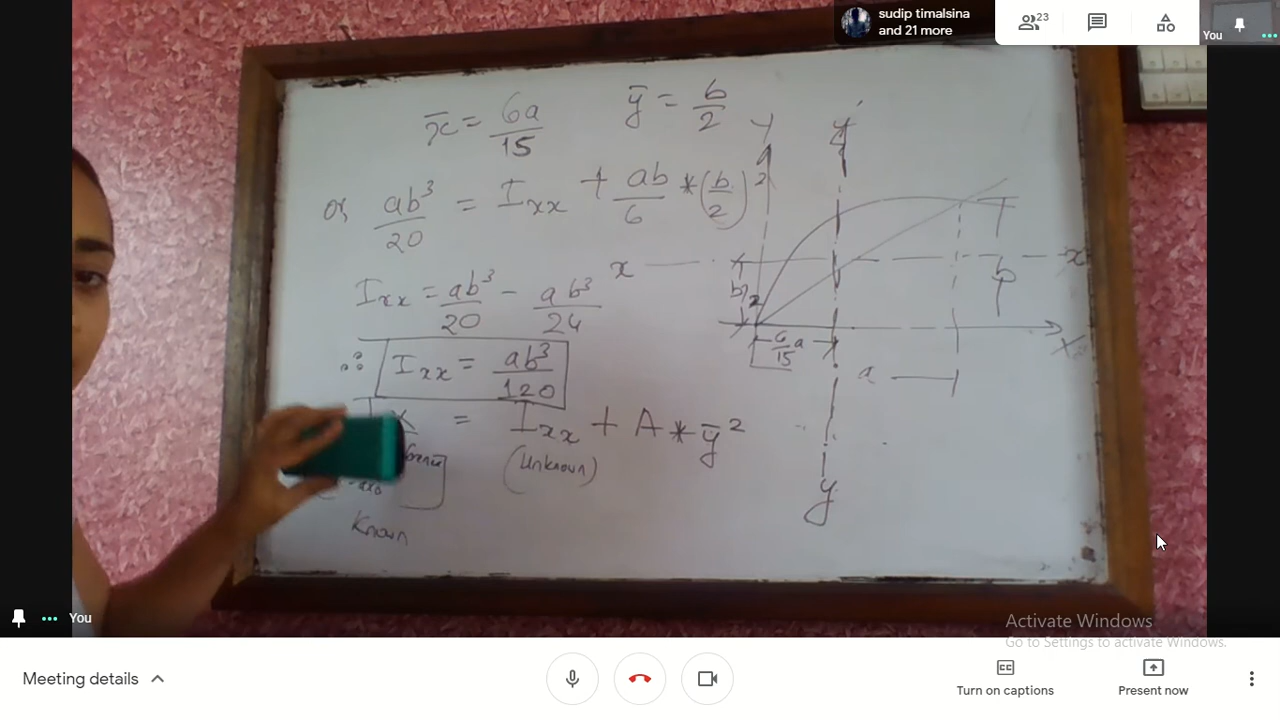 sudip timalsina
and 21 more
23
You
x̄ = 6a/15 ȳ = b/2
or, ab³/20 = Ixx + ab/6 * (b/2)²
Ixx = ab³/20 - ab³/24
∴ Ixx = ab³/120
= Ixx + A * ȳ²
(Unknown)
Known
y y
x x
b/2 b
6/15 a X
a
y
Activate Windows
Go to Settings to activate Windows.
You
Meeting details
Turn on captions
Present now